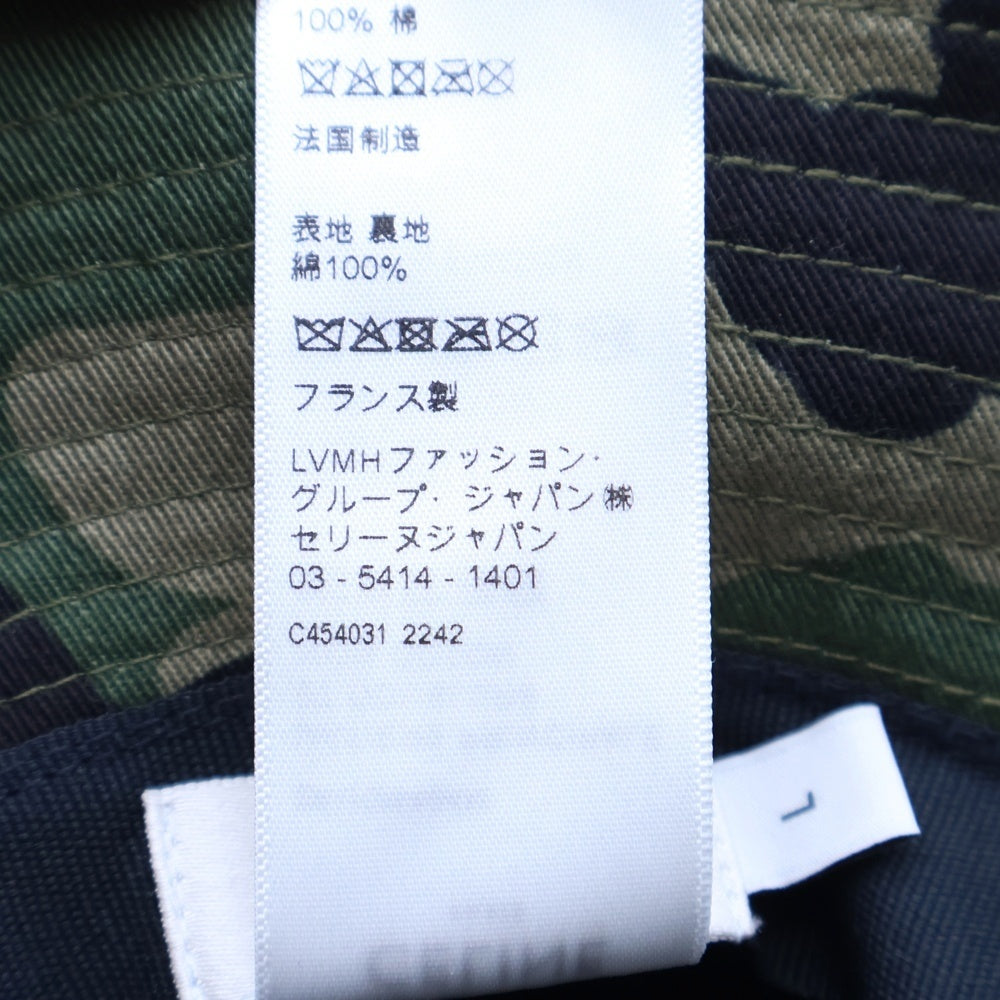 100% 棉
法国制造
表地 裏地
綿100%
フランス製
LVMHファッション·
グループ· ジャパン㈱
セリーヌジャパン
03 - 5414 - 1401
C454031 2242
L